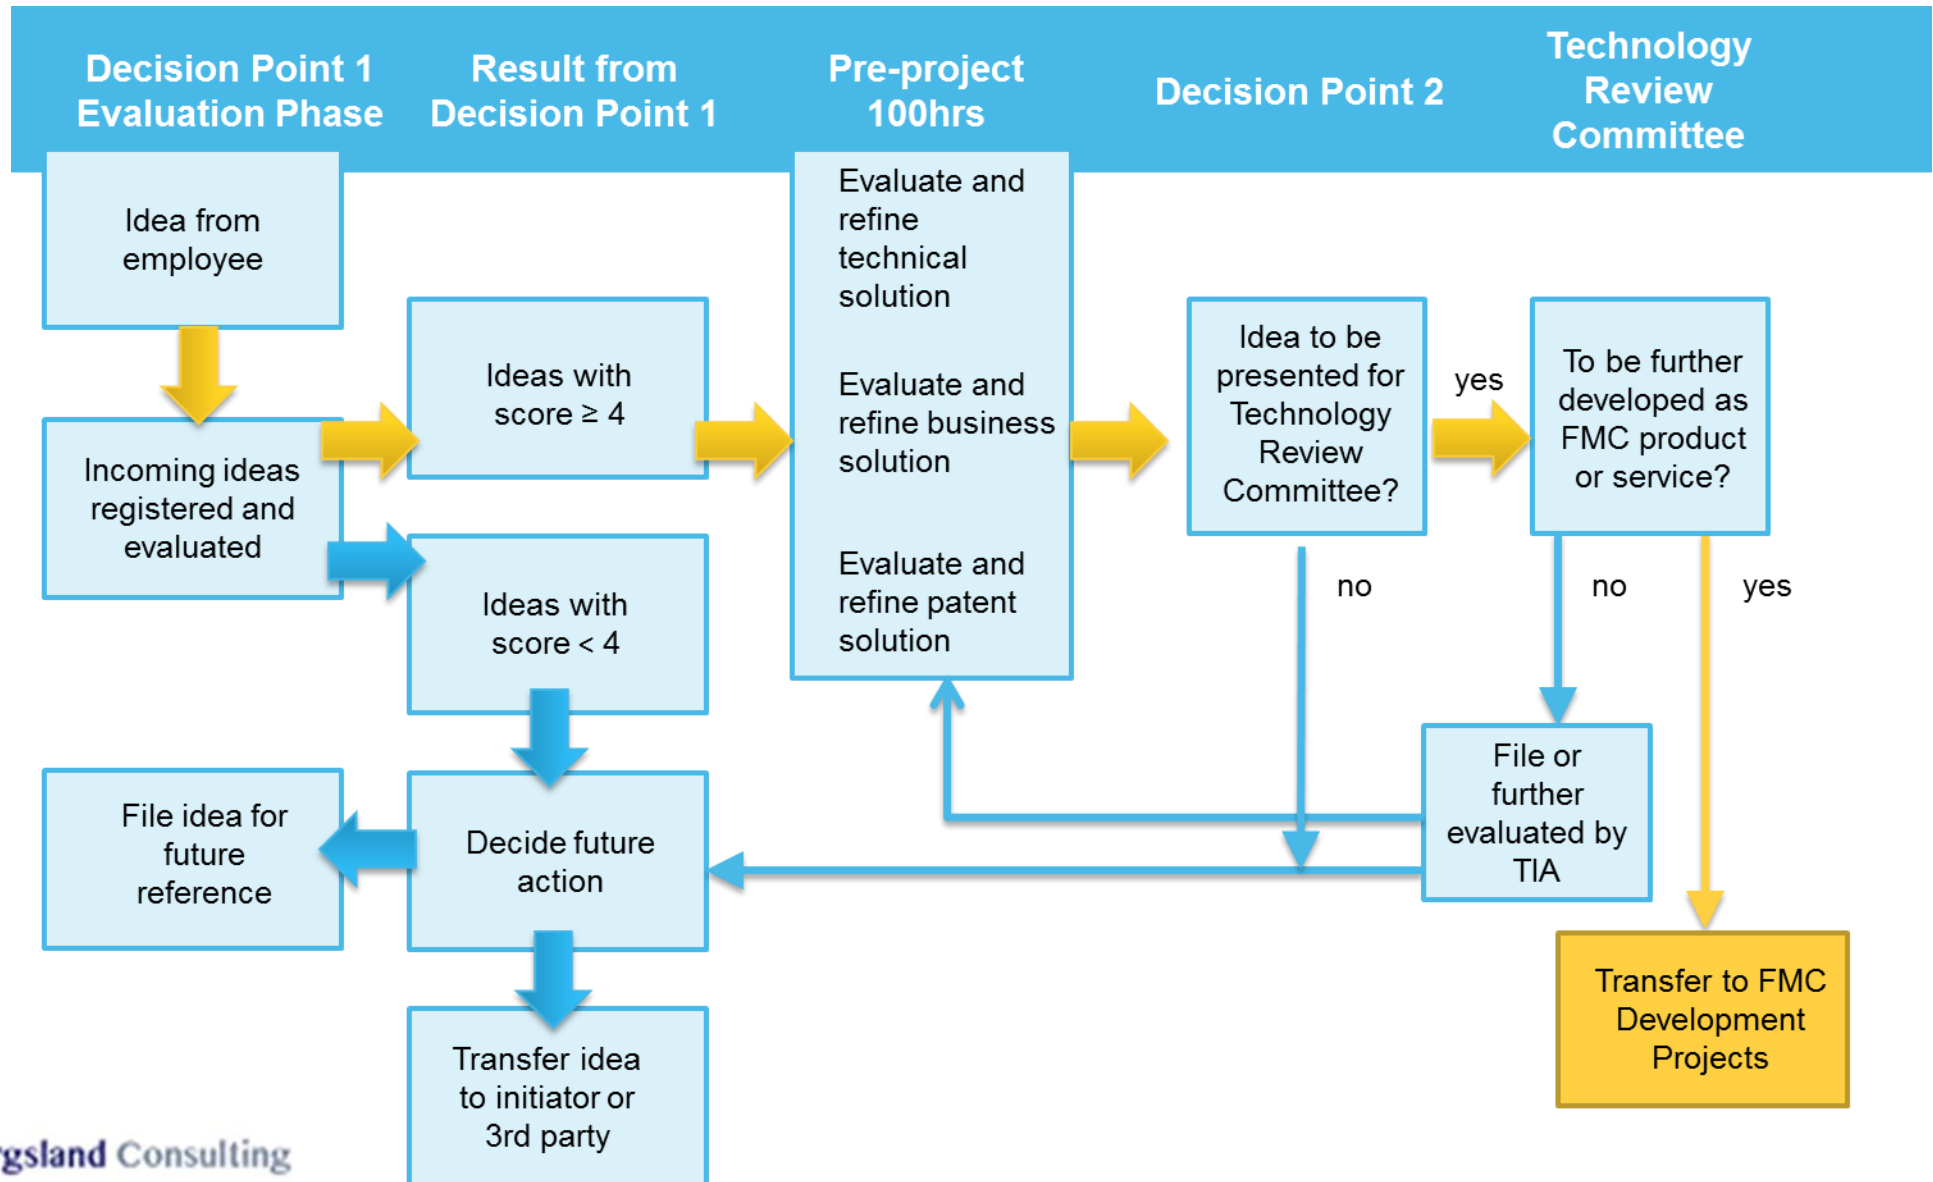 Decision Point 1
Evaluation Phase
Result from
Decision Point 1
Pre-project
100hrs
Decision Point 2
Technology
Review
Committee
Idea from
employee
Incoming ideas
registered and
evaluated
Ideas with
score ≥ 4
Ideas with
score < 4
Evaluate and
refine
technical
solution
Evaluate and
refine business
solution
Evaluate and
refine patent
solution
Idea to be
presented for
Technology
Review
Committee?
yes
To be further
developed as
FMC product
or service?
no
no
yes
File or
further
evaluated by
TIA
File idea for
future
reference
Decide future
action
Transfer to FMC
Development
Projects
Transfer idea
to initiator or
3rd party
rgsland Consulting